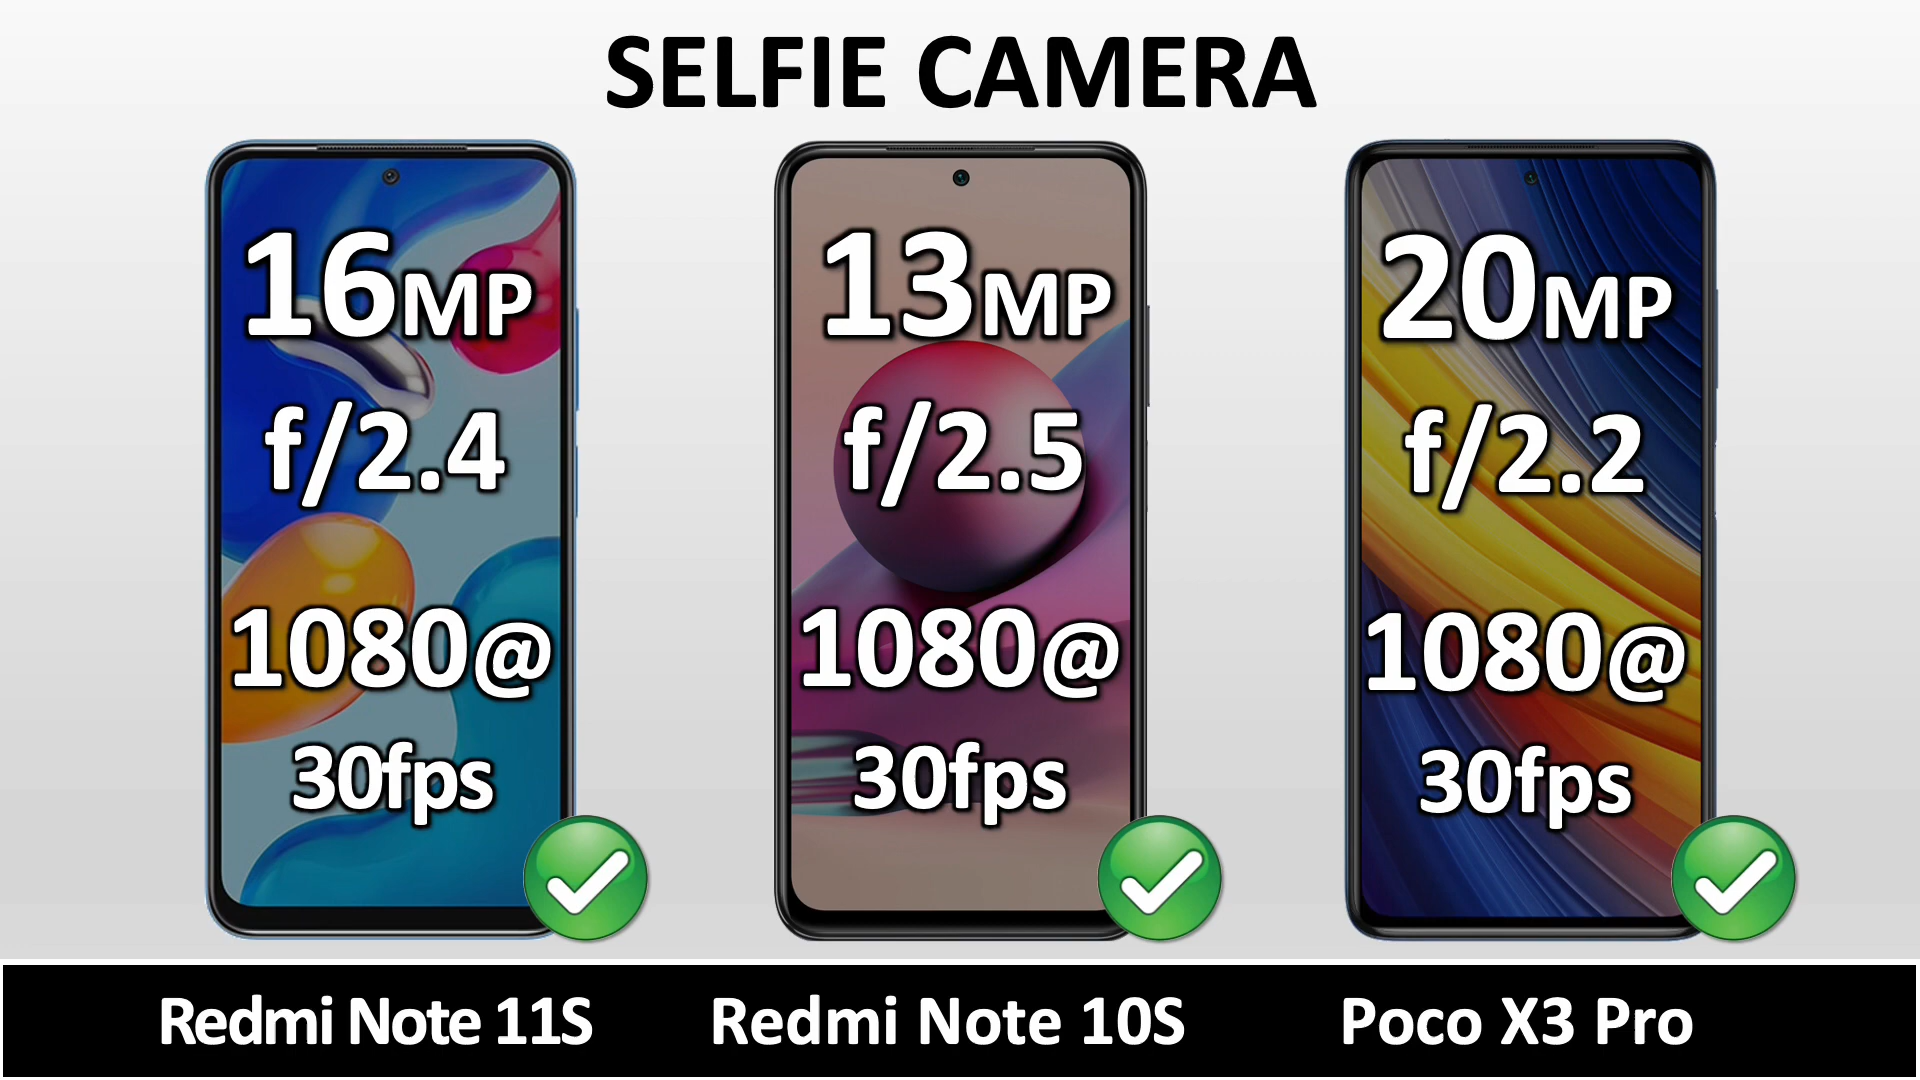 SELFIE CAMERA
16MP
f/2.4
1080@
30fps
13MP
f/2.5
1080@
30fps
20MP
f/2.2
1080@
30fps
Redmi Note 11S
Redmi Note 10S
Poco X3 Pro